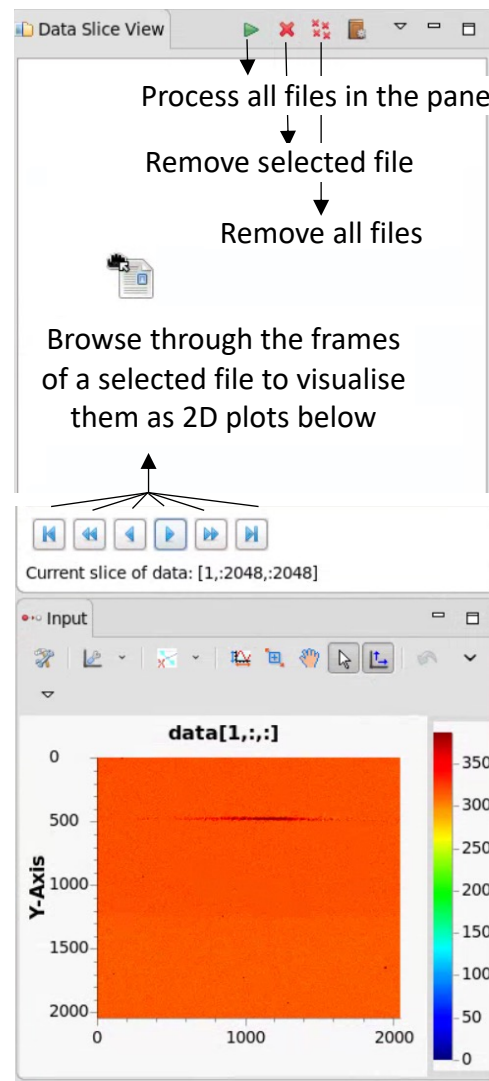 Data Slice View
Process all files in the pane
Remove selected file
Remove all files
Browse through the frames
of a selected file to visualise
them as 2D plots below
Current slice of data: [1,:2048,:2048]
Input
data[1,:,:]
Y-Axis
0
500
1000
1500
2000
0
1000
2000
350
300
250
200
150
100
50
0